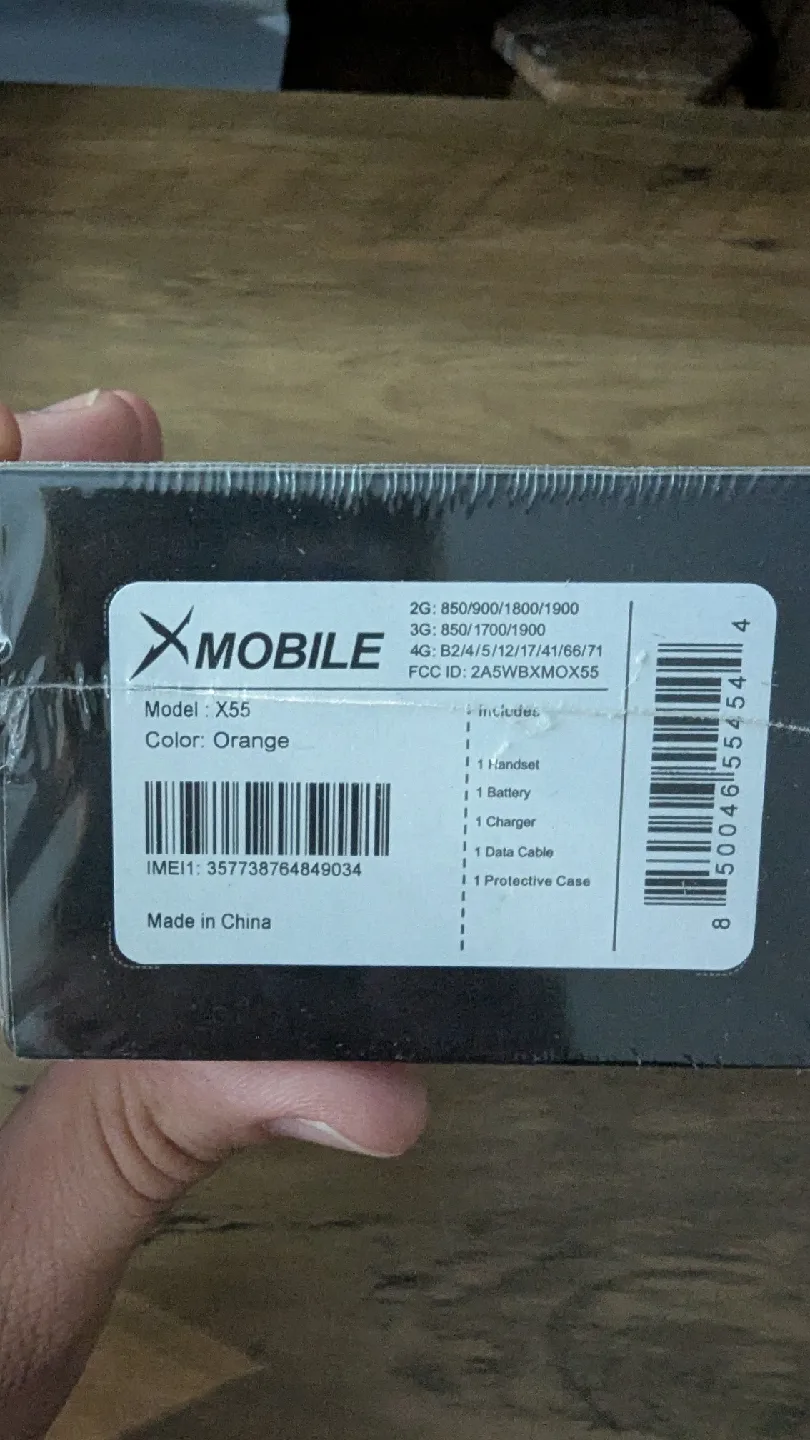 XMOBILE
2G: 850/900/1800/1900
3G: 850/1700/1900
4G: B2/4/5/12/17/41/66/71
FCC ID: 2A5WBXMOX55
Model : X55
Color: Orange
IMEI1: 357738764849034
Made in China
Includes
1 Handset
1 Battery
1 Charger
1 Data Cable
1 Protective Case
8 50046 55454 4